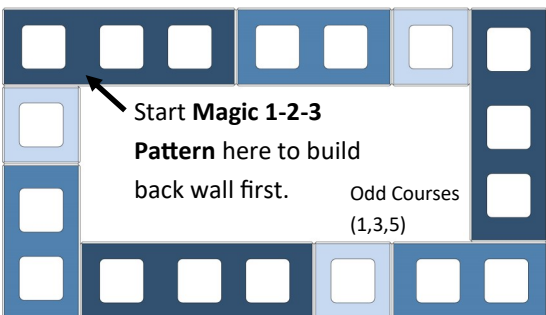 Start Magic 1-2-3
Pattern here to build
back wall first.
Odd Courses
(1,3,5)